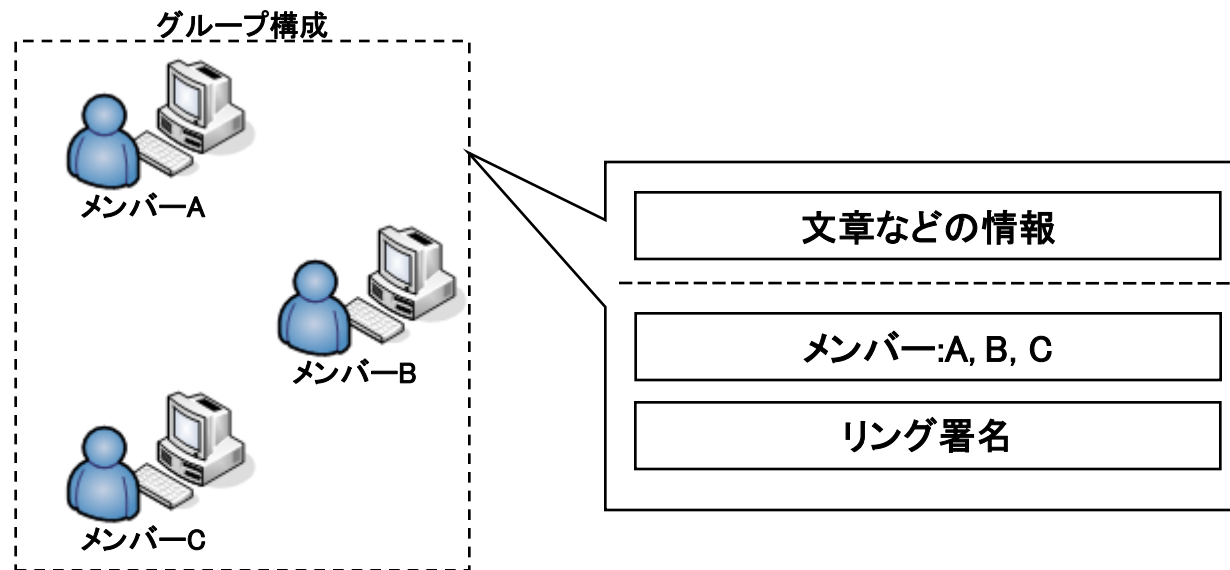 グループ構成
メンバーA
メンバーB
メンバーC
文章などの情報
メンバー:A, B, C
リング署名